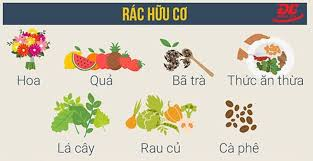 RÁC HỮU CƠ
Hoa
Quả
Bã trà
Thức ăn thừa
Lá cây
Rau củ
Cà phê